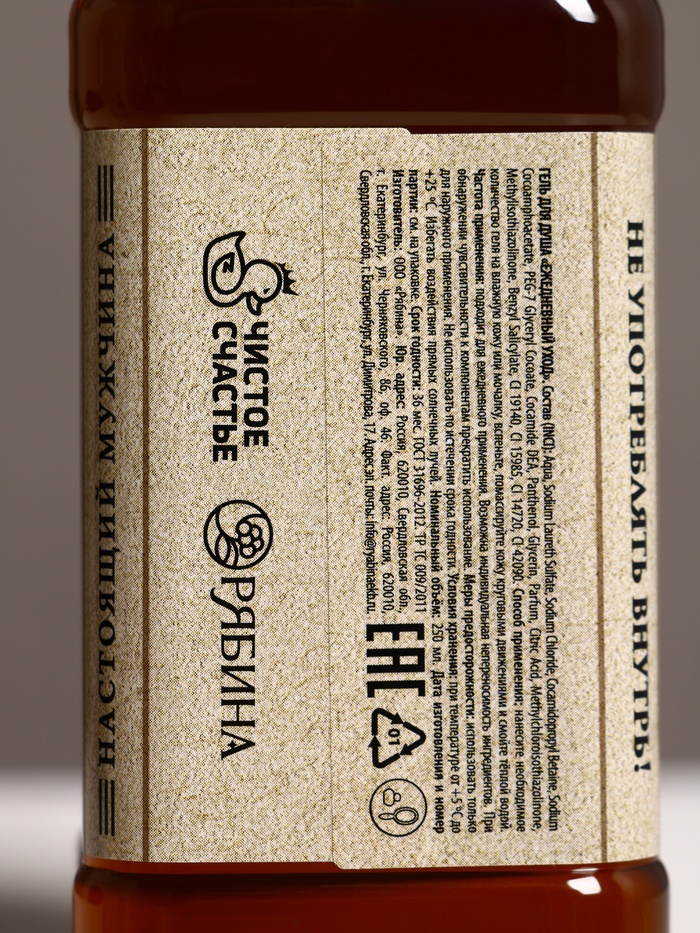 НЕ УПОТРЕБЛЯТЬ ВНУТРЬ!
ГЕЛЬ ДЛЯ ДУША «ЕЖЕДНЕВНЫЙ УХОД». Состав (INCI): Aqua, Sodium Laureth Sulfate, Sodium Chloride, Cocamidopropyl Betaine, Sodium
Cocoamphoacetate, PEG-7 Glyceryl Cocoate, Cocamide DEA, Panthenol, Glycerin, Parfum, Citric Acid, Methylchloroisothiazolinone,
Methylisothiazolinone, Benzyl Salicylate, CI 19140, CI 15985, CI 14720, CI 42090. Способ применения: нанесите необходимое
количество геля на влажную кожу или мочалку, вспеньте, помассируйте кожу круговыми движениями и смойте тёплой водой.
Частота применения: подходит для ежедневного применения. Возможна индивидуальная непереносимость ингредиентов. При
обнаружении чувствительности к компонентам прекратить использование. Меры предосторожности: использовать только
для наружного применения. Не использовать по истечении срока годности. Условия хранения: при температуре от +5 °C до
+25 °C. Избегать воздействия прямых солнечных лучей. Номинальный объём: 250 мл. Дата изготовления и номер
партии: см. на упаковке. Срок годности: 36 мес. ГОСТ 31696-2012. ТР ТС 009/2011
Изготовитель: ООО «Рябина». Юр. адрес: Россия, 620010, Свердловская обл.,
г. Екатеринбург, ул. Черняховского, 86, оф. 46. Факт. адрес: Россия, 620010,
Свердловская обл., г. Екатеринбург, ул. Димитрова, 17. Адрес эл. почты: info@ryabinaeko.ru
EAC
01
ЧИСТОЕ
СЧАСТЬЕ
РЯБИНА
НАСТОЯЩИЙ МУЖЧИНА